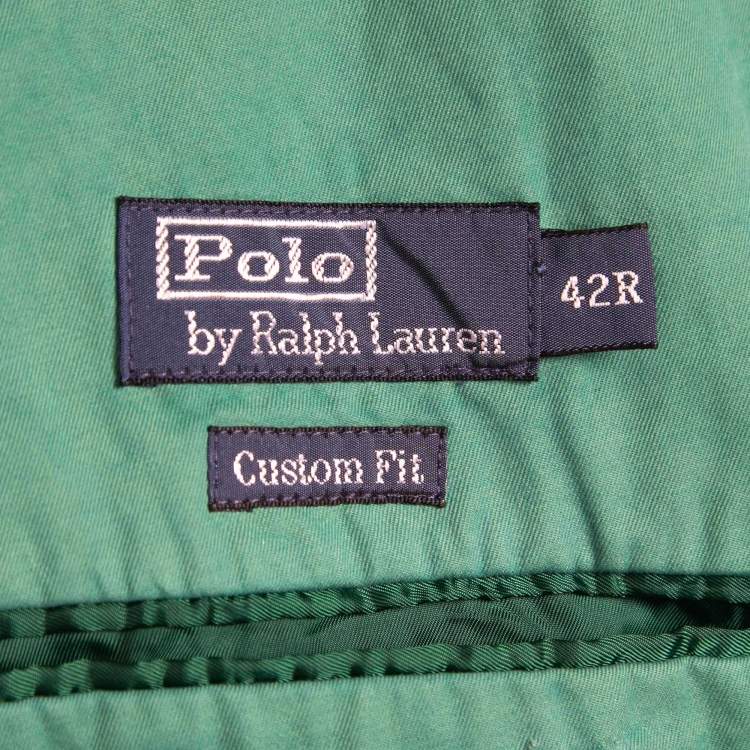 Polo
by Ralph Lauren
42R
Custom Fit